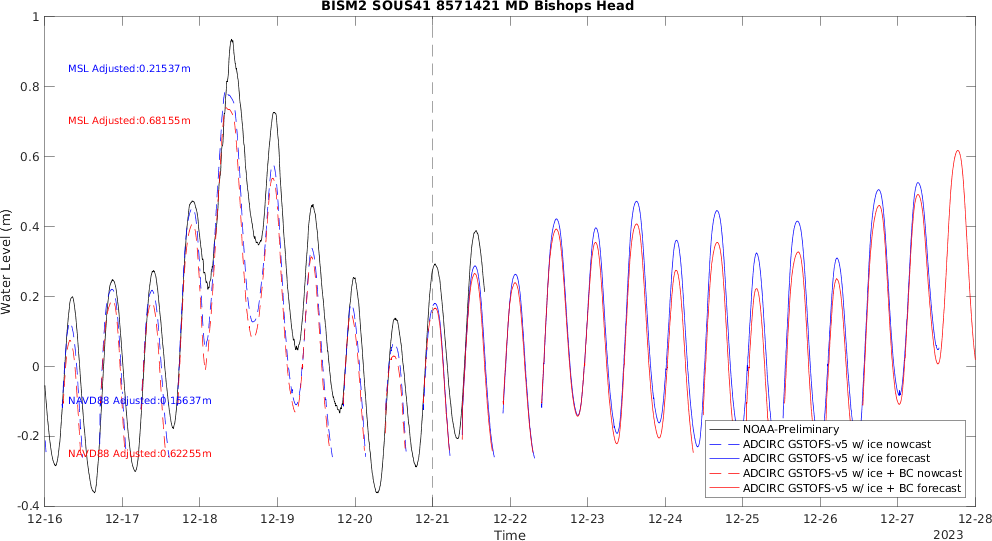 BISM2 SOUS41 8571421 MD Bishops Head
1
0.8
0.6
0.4
0.2
0
-0.2
-0.4
Water Level (m)
MSL Adjusted:0.21537m
MSL Adjusted:0.68155m
NAVD88 Adjusted:0.15637m
NAVD88 Adjusted:0.62255m
NOAA-Preliminary
ADCIRC GSTOFS-v5 w/ ice nowcast
ADCIRC GSTOFS-v5 w/ ice forecast
ADCIRC GSTOFS-v5 w/ ice + BC nowcast
ADCIRC GSTOFS-v5 w/ ice + BC forecast
12-16 12-17 12-18 12-19 12-20 12-21 12-22 12-23 12-24 12-25 12-26 12-27 12-28
Time
2023